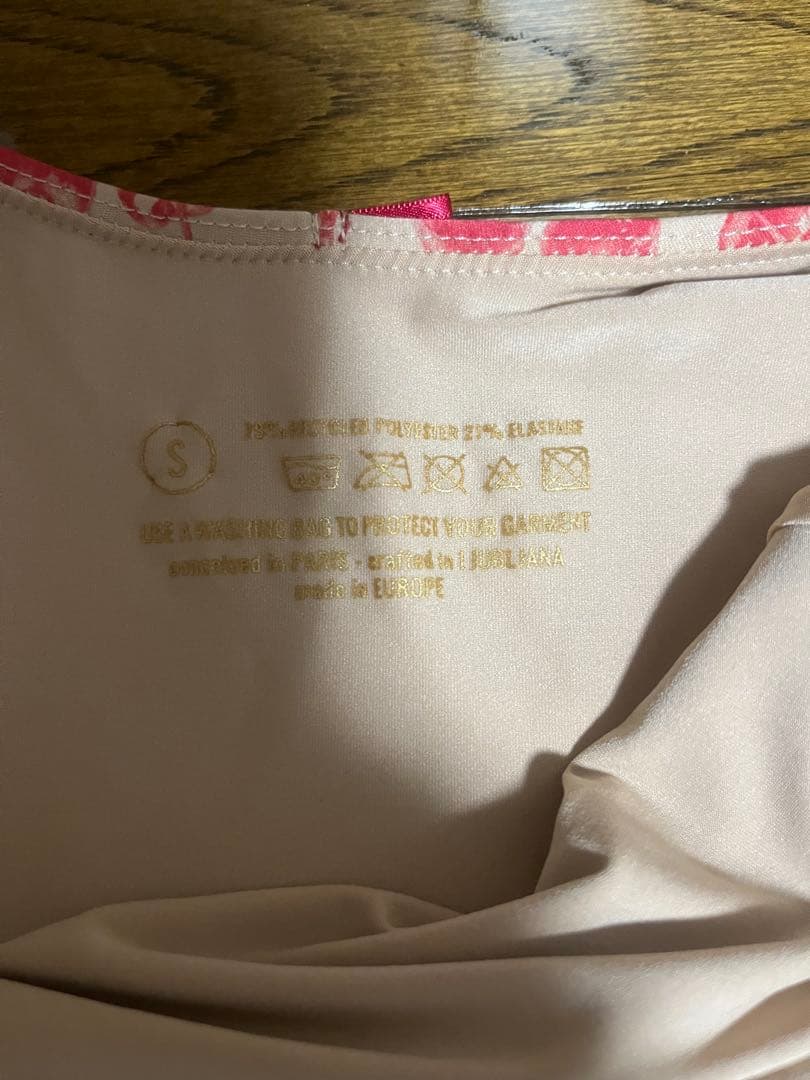 S
79% RECYCLED POLYESTER 21% ELASTANE
40°
USE A WASHING BAG TO PROTECT YOUR GARMENT
conceived in PARIS - crafted in LJUBLJANA
made in EUROPE